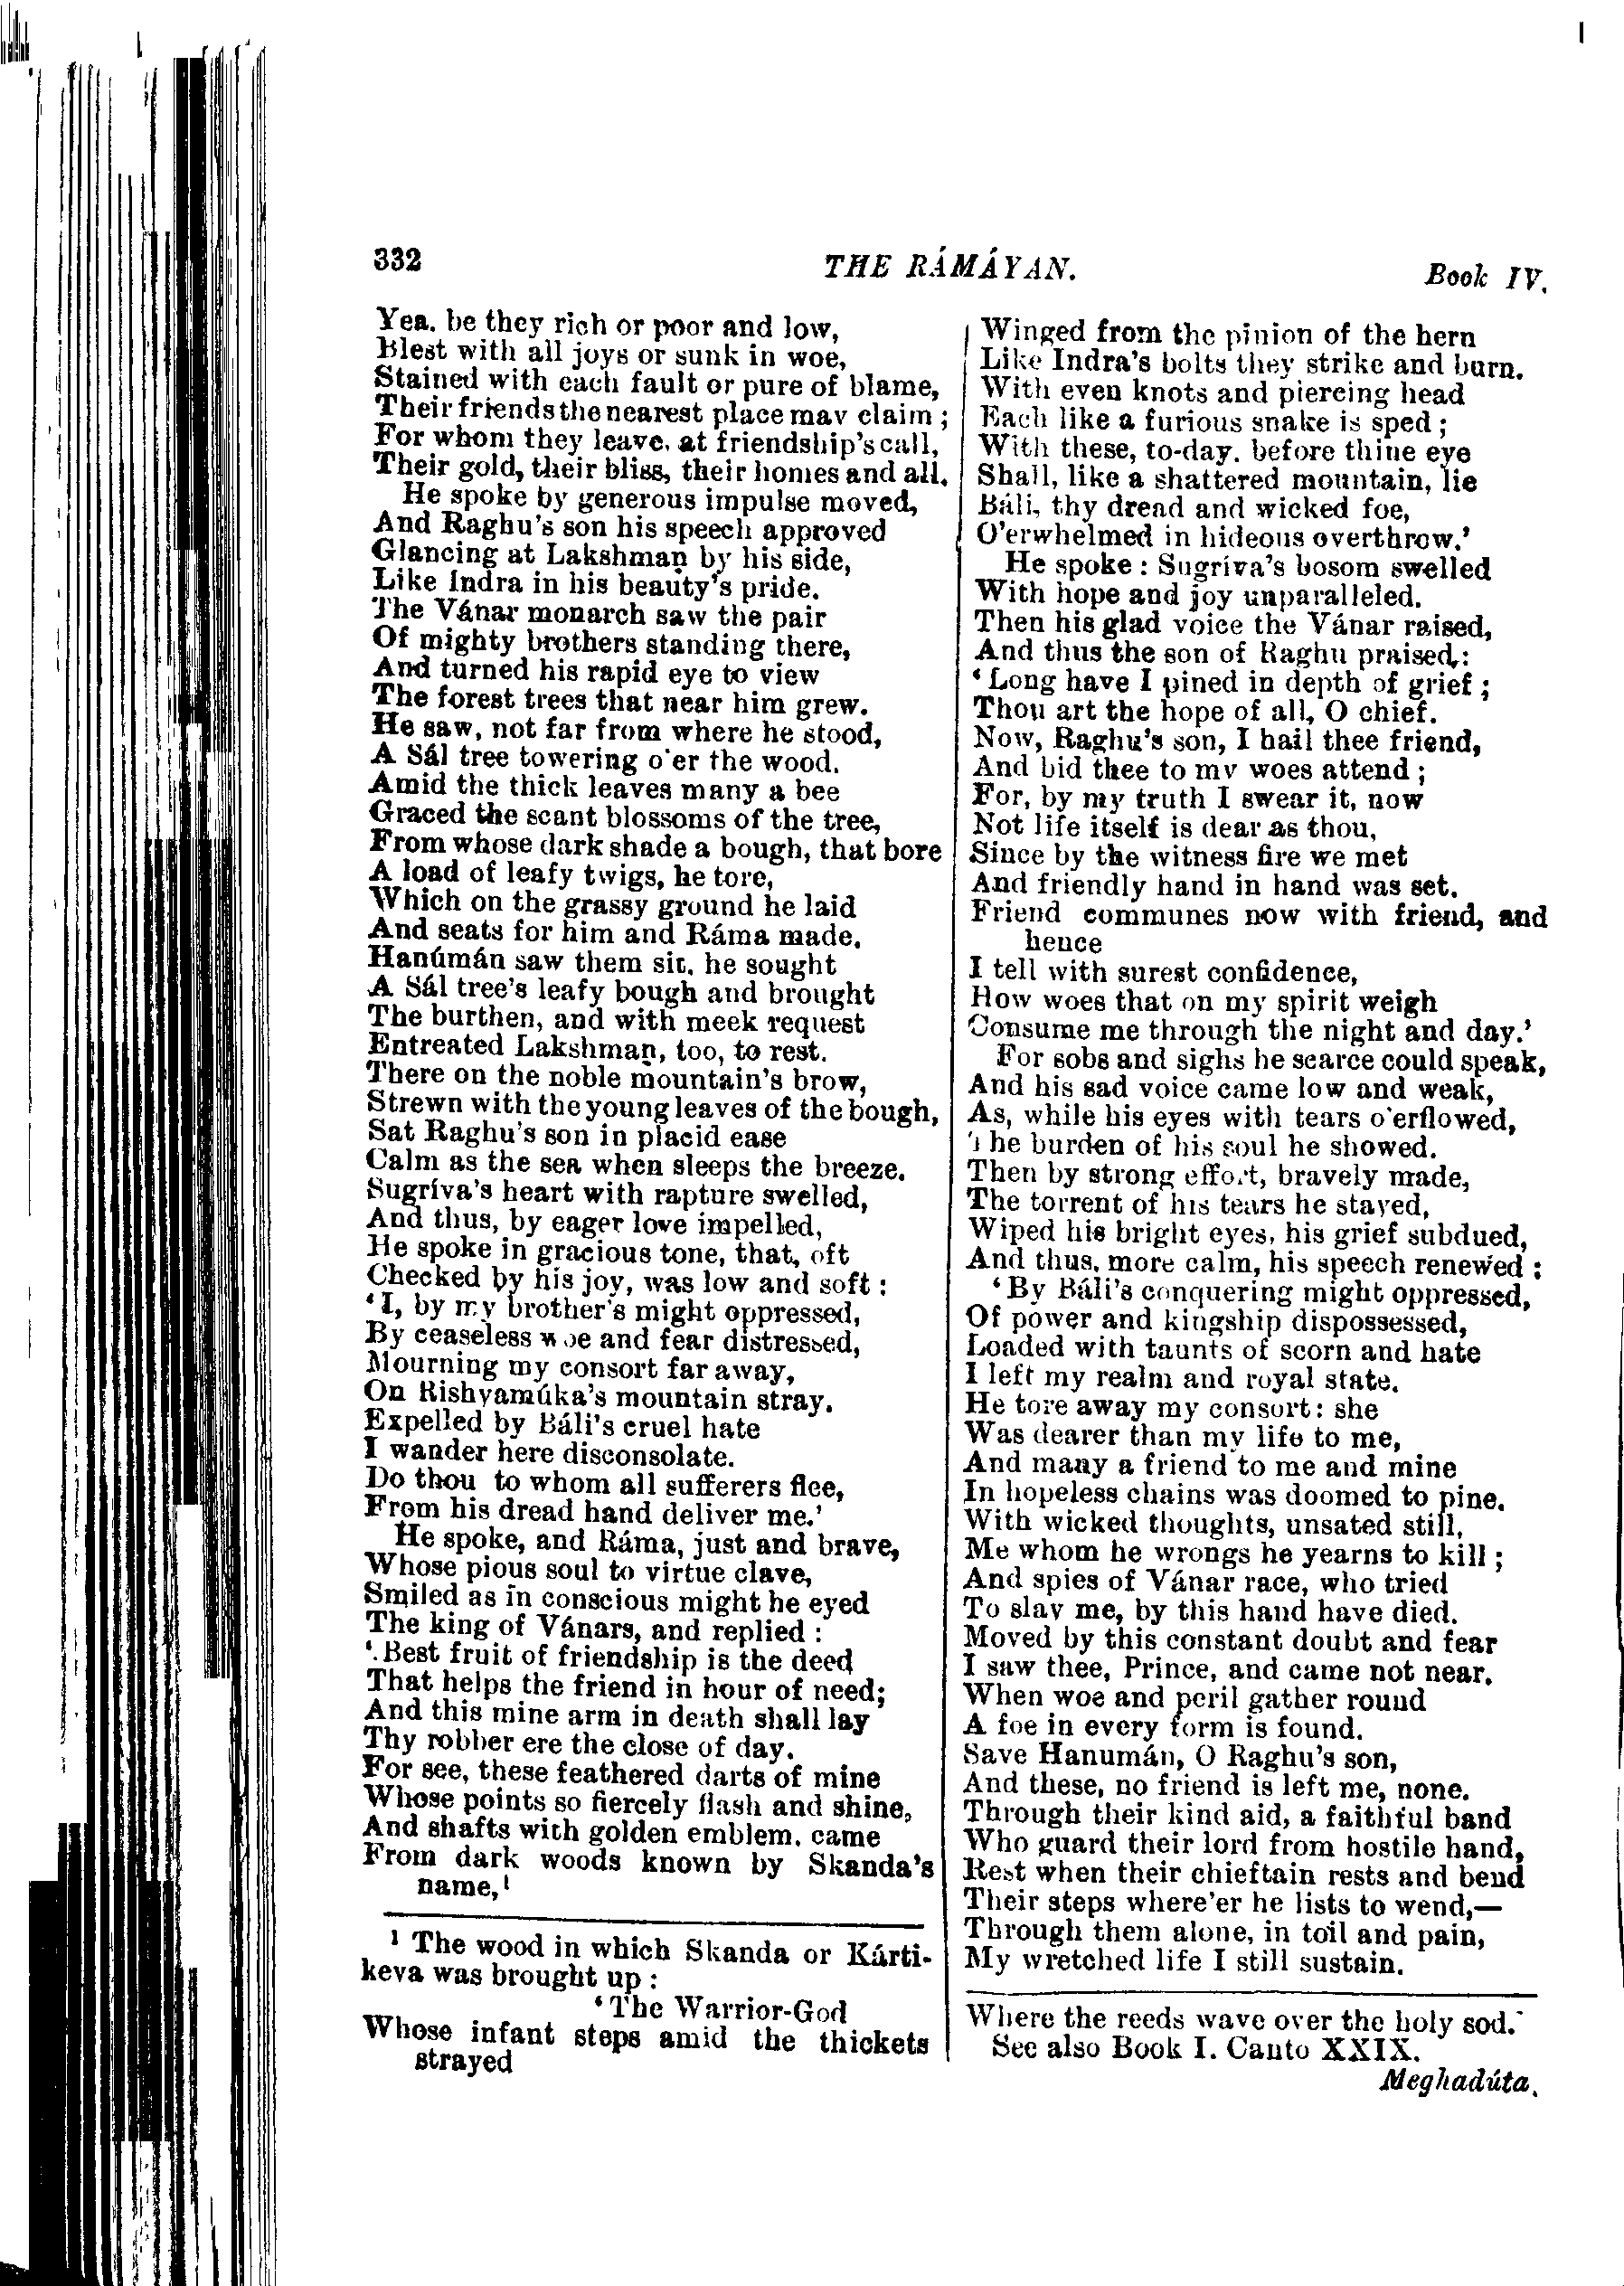 332
THE RÁMÁYAN.
Book IV.
Yea. be they rich or poor and low,
Blest with all joys or sunk in woe,
Stained with each fault or pure of blame,
Their friends the nearest place may claim;
For whom they leave, at friendship's call,
Their gold, their bliss, their homes and all.
He spoke by generous impulse moved,
And Raghu's son his speech approved
Glancing at Lakshmaṇ by his side,
Like Indra in his beauty's pride.
The Vánar monarch saw the pair
Of mighty brothers standing there,
And turned his rapid eye to view
The forest trees that near him grew.
He saw, not far from where he stood,
A Sál tree towering o'er the wood.
Amid the thick leaves many a bee
Graced the scant blossoms of the tree,
From whose dark shade a bough, that bore
A load of leafy twigs, he tore,
Which on the grassy ground he laid
And seats for him and Ráma made.
Hanúmán saw them sit, he sought
A Sál tree's leafy bough and brought
The burthen, and with meek request
Entreated Lakshmaṇ, too, to rest.
There on the noble mountain's brow,
Strewn with the young leaves of the bough,
Sat Raghu's son in placid ease
Calm as the sea when sleeps the breeze.
Sugríva's heart with rapture swelled,
And thus, by eager love impelled,
He spoke in gracious tone, that, oft
Checked by his joy, was low and soft:
'I, by my brother's might oppressed,
By ceaseless woe and fear distressed,
Mourning my consort far away,
On Rishyamúka's mountain stray.
Expelled by Báli's cruel hate
I wander here disconsolate.
Do thou to whom all sufferers flee,
From his dread hand deliver me.'
He spoke, and Ráma, just and brave,
Whose pious soul to virtue clave,
Smiled as in conscious might he eyed
The king of Vánars, and replied:
'Best fruit of friendship is the deed
That helps the friend in hour of need;
And this mine arm in death shall lay
Thy robber ere the close of day.
For see, these feathered darts of mine
Whose points so fiercely flash and shine,
And shafts with golden emblem, came
From dark woods known by Skanda's
name,¹
¹ The wood in which Skanda or Kárti-
keva was brought up:
'The Warrior-God
Whose infant steps amid the thickets
strayed
Winged from the pinion of the hern
Like Indra's bolts they strike and burn.
With even knots and piercing head
Each like a furious snake is sped;
With these, to-day. before thine eye
Shall, like a shattered mountain, lie
Báli, thy dread and wicked foe,
O'erwhelmed in hideous overthrow.'
He spoke: Sugríva's bosom swelled
With hope and joy unparalleled.
Then his glad voice the Vánar raised,
And thus the son of Raghu praised:
'Long have I pined in depth of grief;
Thou art the hope of all, O chief.
Now, Raghu's son, I hail thee friend,
And bid thee to my woes attend;
For, by my truth I swear it, now
Not life itself is dear as thou,
Since by the witness fire we met
And friendly hand in hand was set.
Friend communes now with friend, and
hence
I tell with surest confidence,
How woes that on my spirit weigh
Consume me through the night and day.'
For sobs and sighs he scarce could speak,
And his sad voice came low and weak,
As, while his eyes with tears o'erflowed,
The burden of his soul he showed.
Then by strong effort, bravely made,
The torrent of his tears he stayed,
Wiped his bright eyes, his grief subdued,
And thus, more calm, his speech renewed:
'By Báli's conquering might oppressed,
Of power and kingship dispossessed,
Loaded with taunts of scorn and hate
I left my realm and royal state.
He tore away my consort: she
Was dearer than my life to me,
And many a friend to me and mine
In hopeless chains was doomed to pine.
With wicked thoughts, unsated still,
Me whom he wrongs he yearns to kill;
And spies of Vánar race, who tried
To slay me, by this hand have died.
Moved by this constant doubt and fear
I saw thee, Prince, and came not near.
When woe and peril gather round
A foe in every form is found.
Save Hanumán, O Raghu's son,
And these, no friend is left me, none.
Through their kind aid, a faithful band
Who guard their lord from hostile hand,
Rest when their chieftain rests and bend
Their steps where'er he lists to wend,—
Through them alone, in toil and pain,
My wretched life I still sustain.
Where the reeds wave over the holy sod.'
See also Book I. Canto XXIX.
Meghadúta.